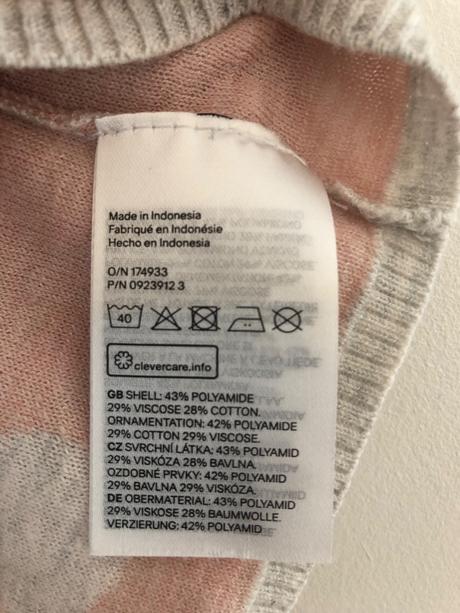 Made in Indonesia
Fabriqué en Indonésie
Hecho en Indonesia
O/N 174933
P/N 0923912 3
40
clevercare.info
GB SHELL: 43% POLYAMIDE
29% VISCOSE 28% COTTON.
ORNAMENTATION: 42% POLYAMIDE
29% COTTON 29% VISCOSE.
CZ SVRCHNÍ LÁTKA: 43% POLYAMID
29% VISKÓZA 28% BAVLNA.
OZDOBNÉ PRVKY: 42% POLYAMID
29% BAVLNA 29% VISKÓZA.
DE OBERMATERIAL: 43% POLYAMID
29% VISKOSE 28% BAUMWOLLE.
VERZIERUNG: 42% POLYAMID